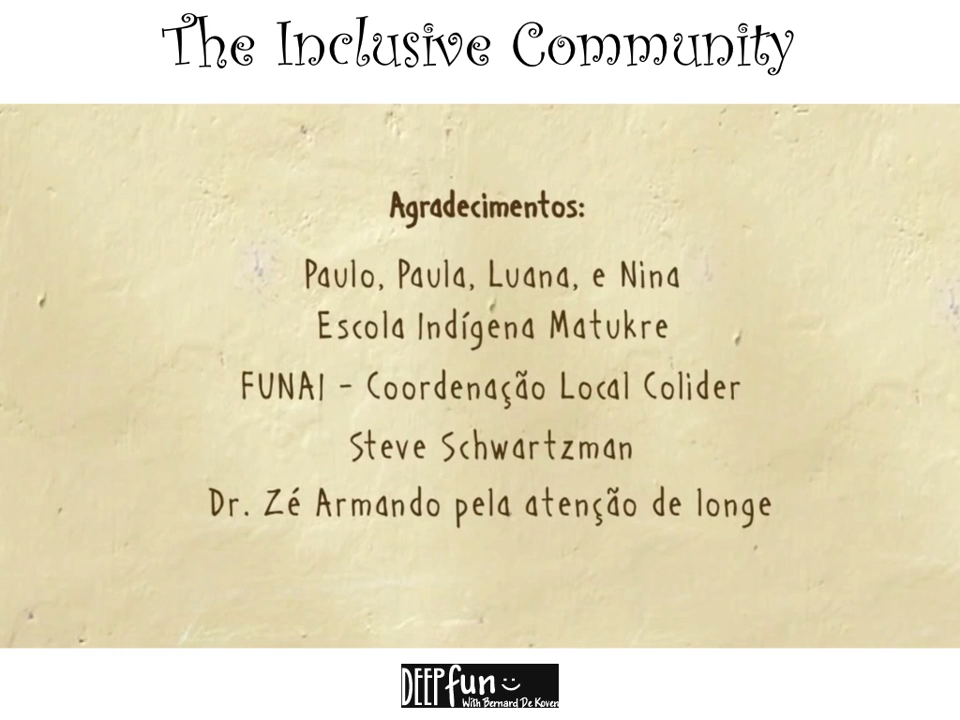 The Inclusive Community
Agradecimentos:
Paulo, Paula, Luana, e Nina
Escola Indígena Matukre
FUNAI - Coordenação Local Colider
Steve Schwartzman
Dr. Zé Armando pela atenção de longe
DEEP fun
With Bernard De Koven